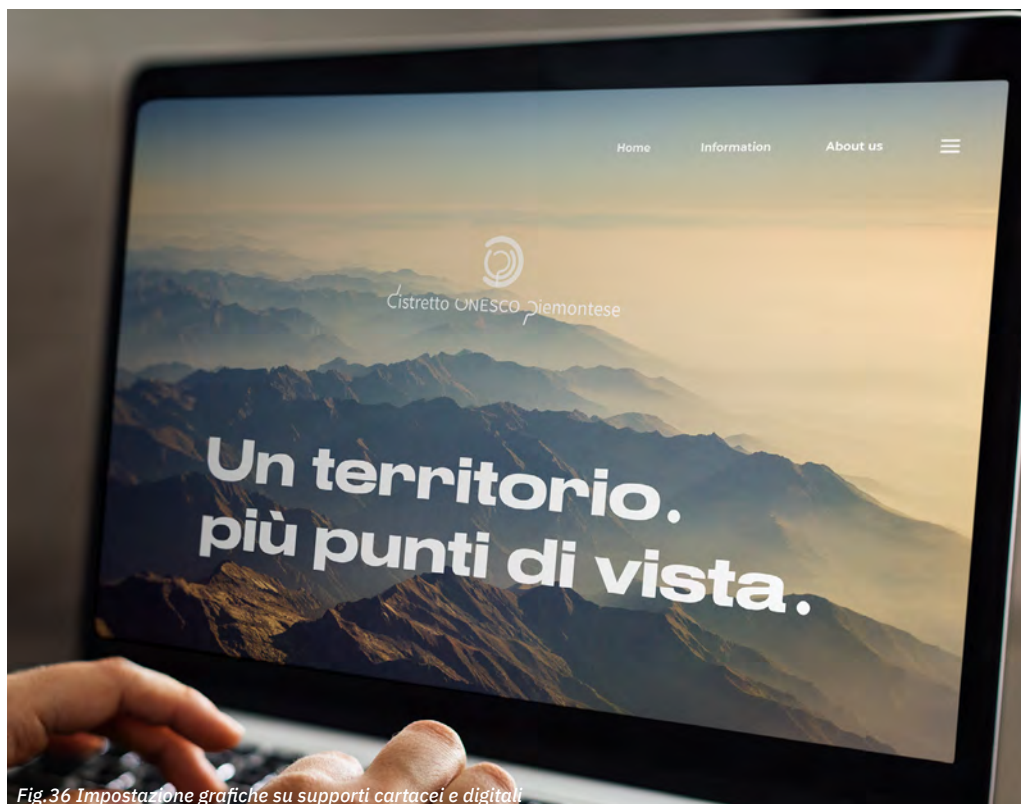 Home Information About us
Distretto UNESCO Piemontese
Un territorio.
più punti di vista.
Fig.36 Impostazione grafiche su supporti cartacei e digitali